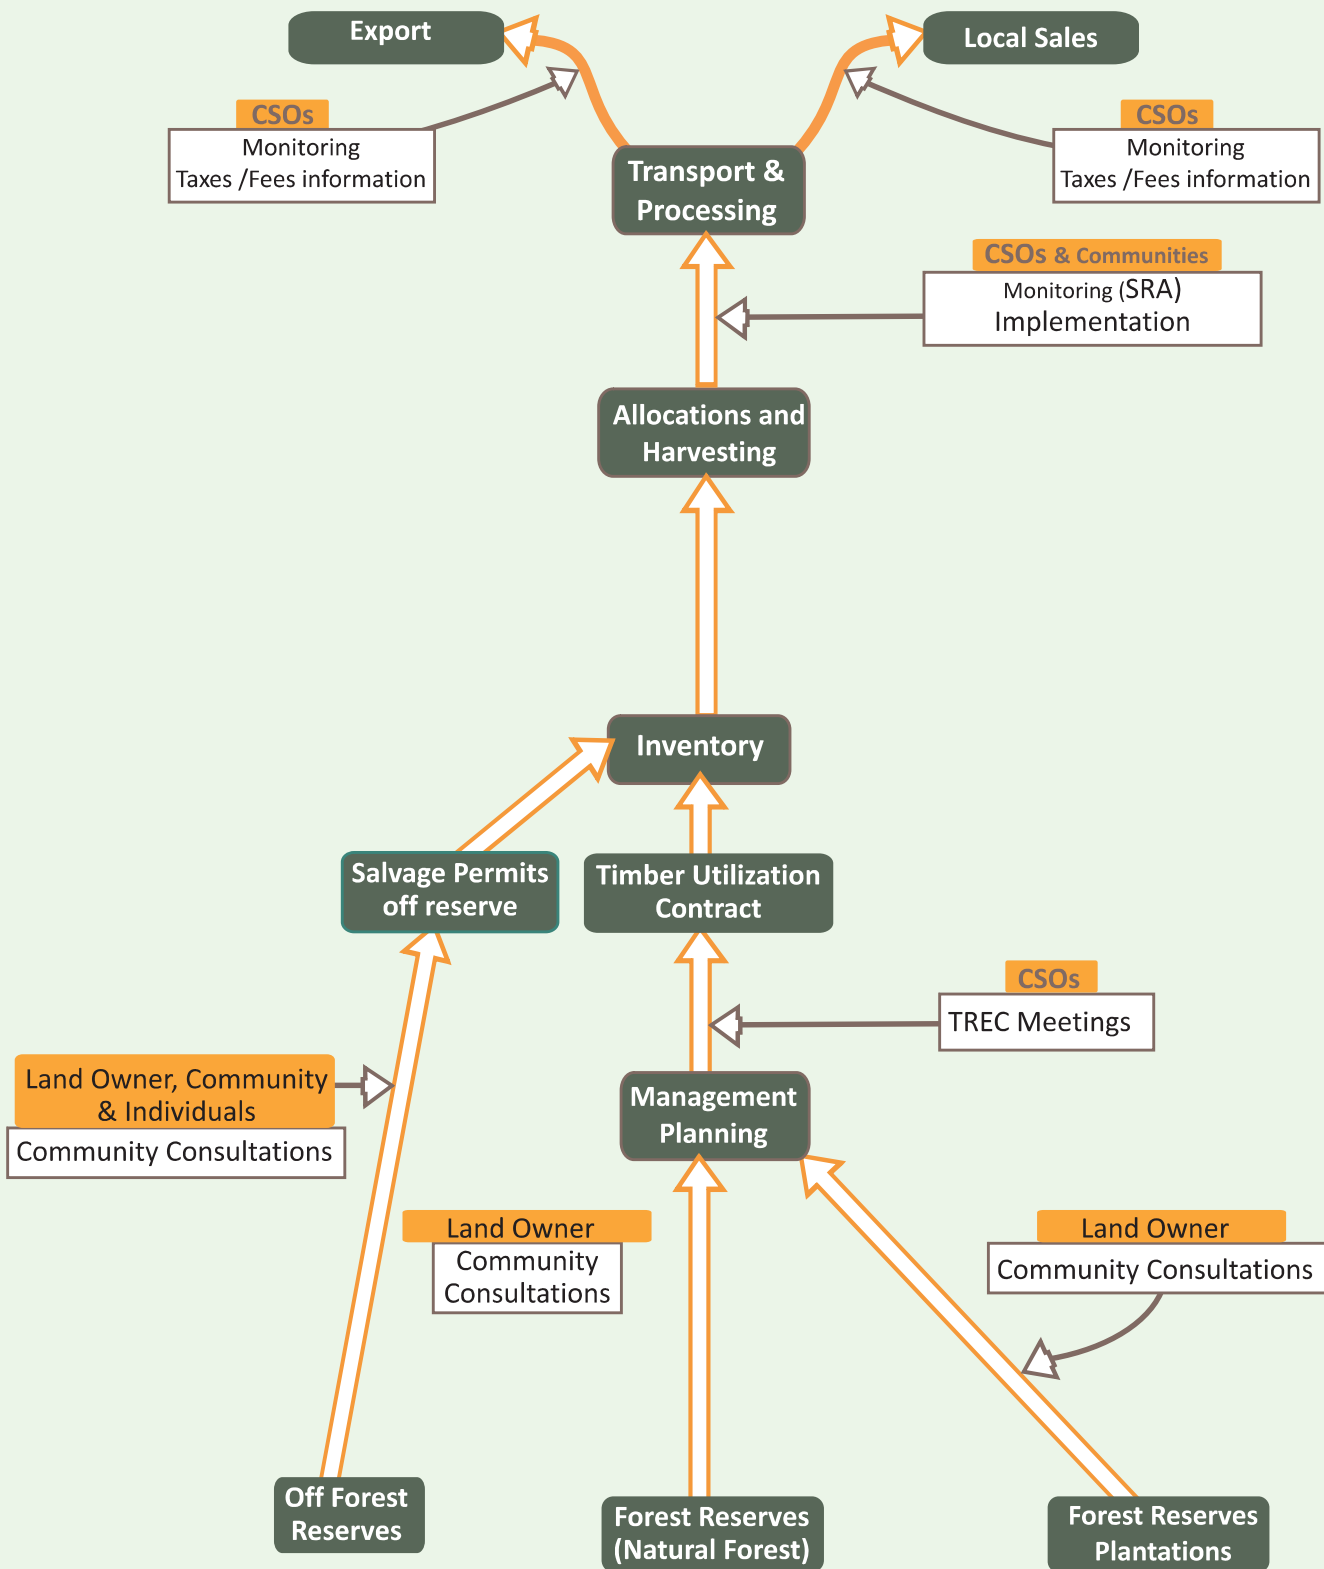 Export
Local Sales
CSOs
Monitoring
Taxes /Fees information
CSOs
Monitoring
Taxes /Fees information
Transport &
Processing
CSOs & Communities
Monitoring (SRA)
Implementation
Allocations and
Harvesting
Inventory
Salvage Permits
off reserve
Timber Utilization
Contract
CSOs
TREC Meetings
Land Owner, Community
& Individuals
Community Consultations
Management
Planning
Land Owner
Community
Consultations
Land Owner
Community Consultations
Off Forest
Reserves
Forest Reserves
(Natural Forest)
Forest Reserves
Plantations